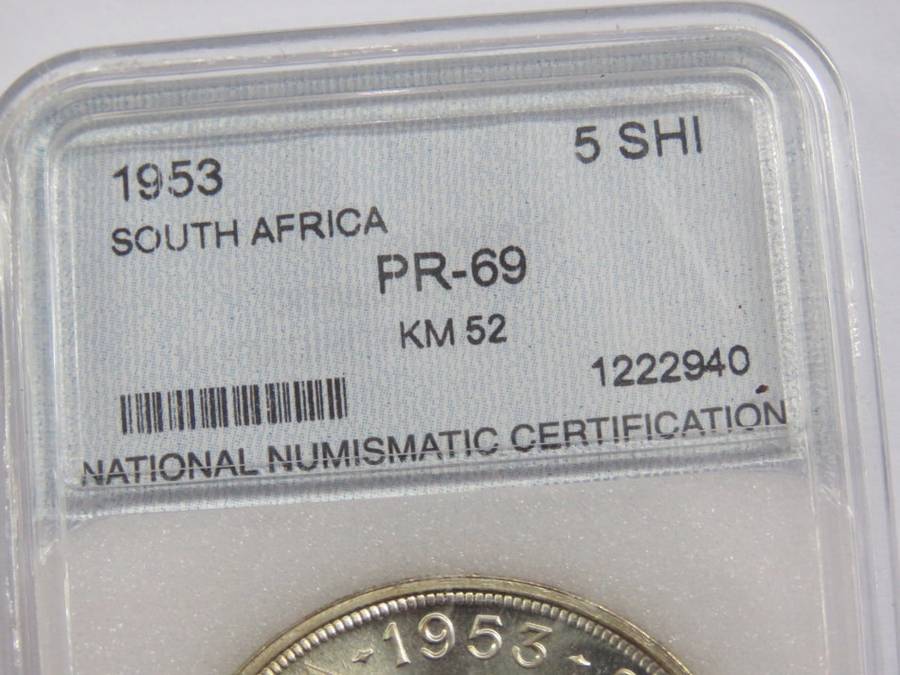 1953 5 SHI
SOUTH AFRICA
PR-69
KM 52
1222940
NATIONAL NUMISMATIC CERTIFICATION
1953